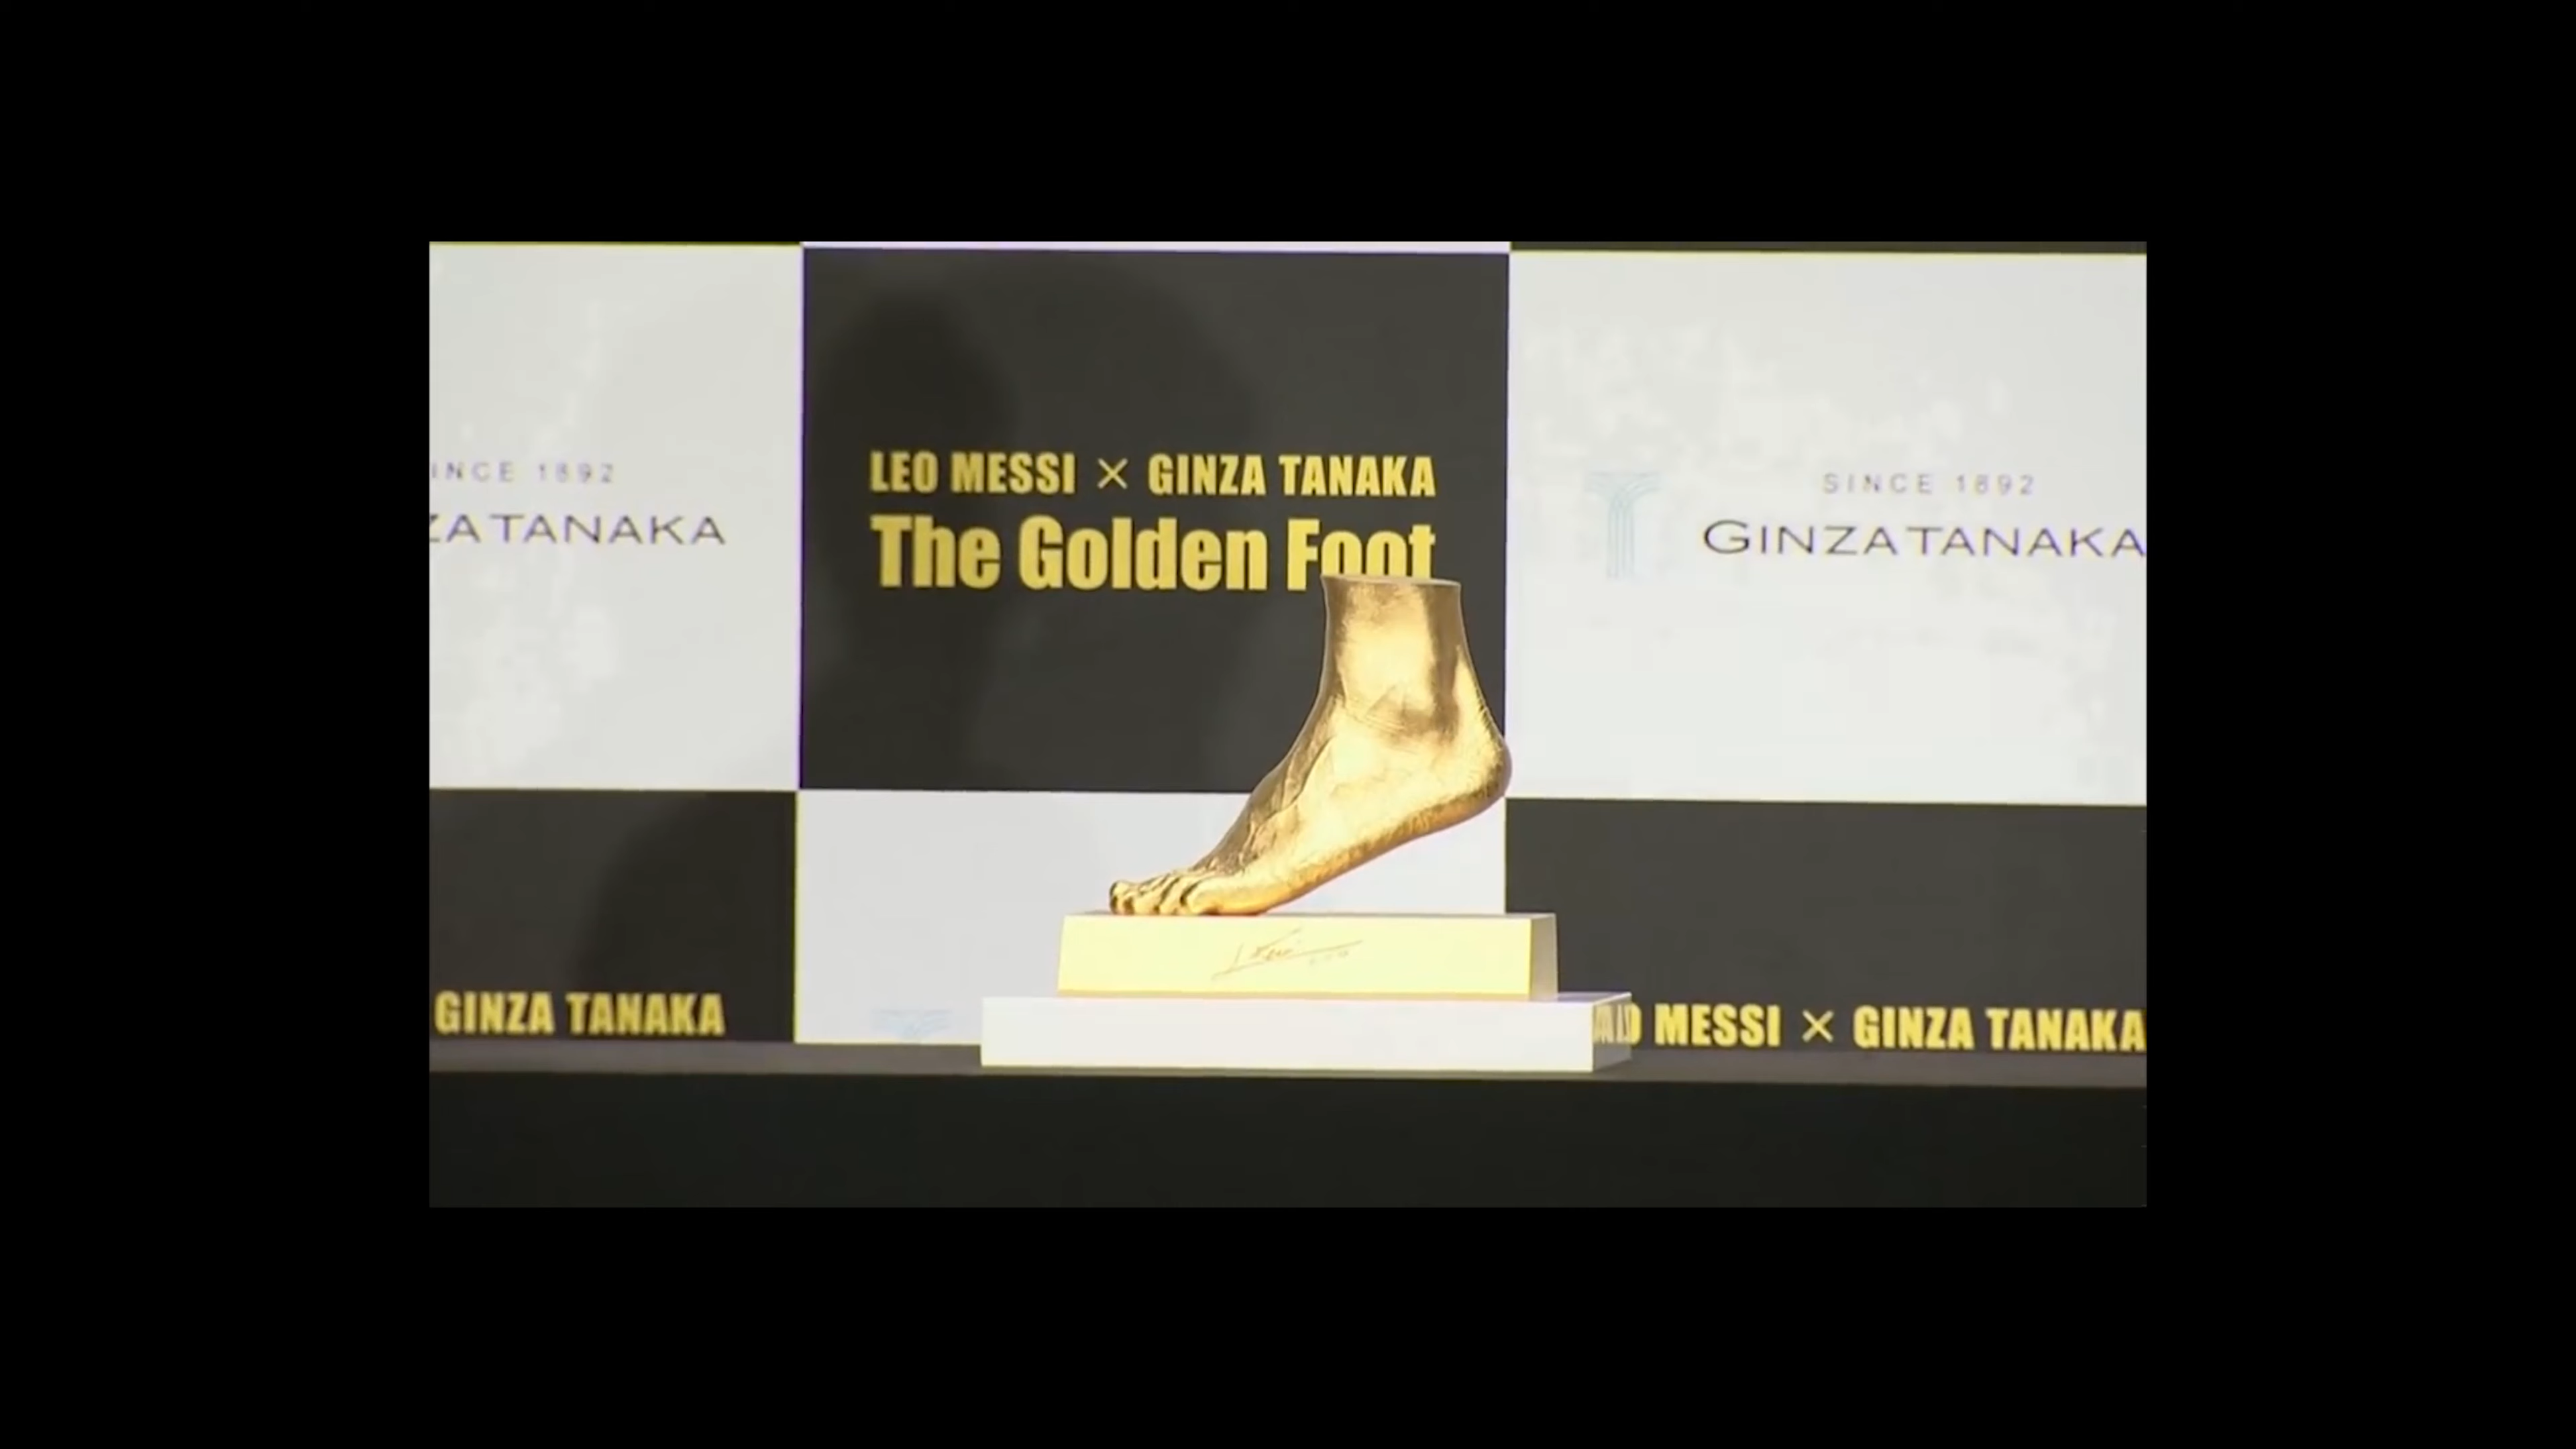 INCE 1892
ZATANAKA
LEO MESSI × GINZA TANAKA
The Golden Foot
SINCE 1892
GINZATANAKA
GINZA TANAKA
MESSI × GINZA TANAKA